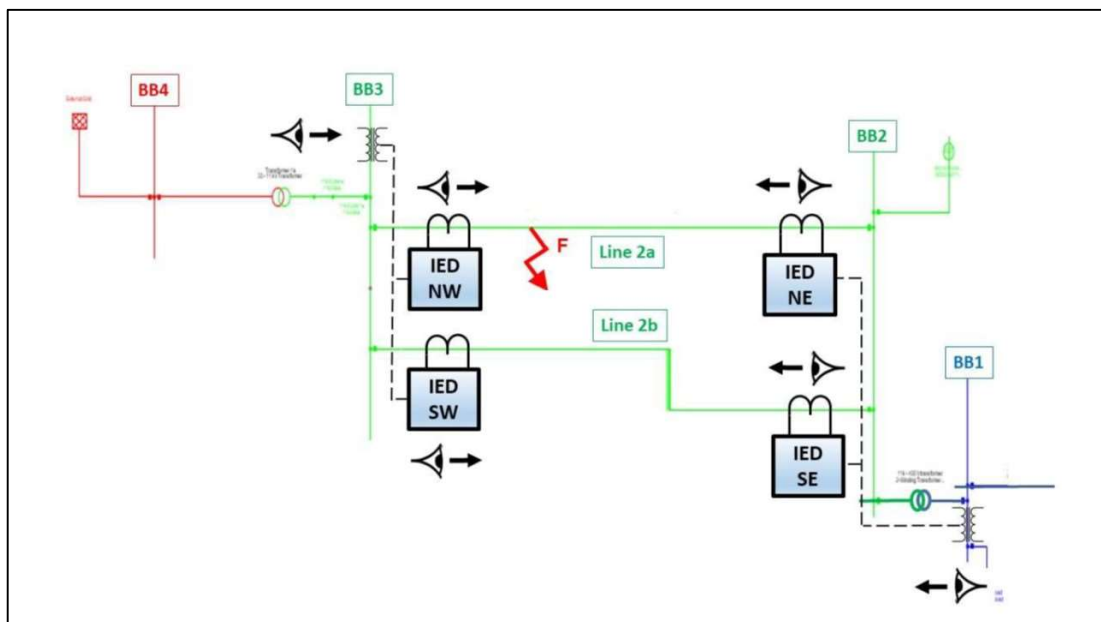 BB4
BB3
BB2
F
Line 2a
IED
NW
IED
NE
Line 2b
BB1
IED
SW
IED
SE